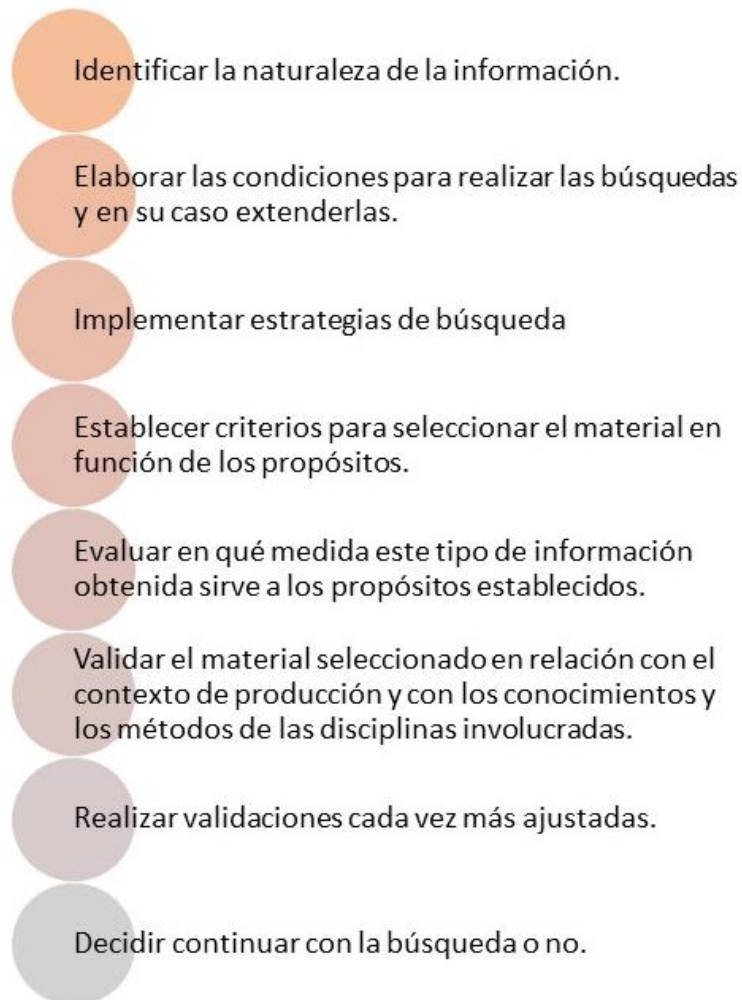 Identificar la naturaleza de la información.
Elaborar las condiciones para realizar las búsquedas
y en su caso extenderlas.
Implementar estrategias de búsqueda
Establecer criterios para seleccionar el material en
función de los propósitos.
Evaluar en qué medida este tipo de información
obtenida sirve a los propósitos establecidos.
Validar el material seleccionado en relación con el
contexto de producción y con los conocimientos y
los métodos de las disciplinas involucradas.
Realizar validaciones cada vez más ajustadas.
Decidir continuar con la búsqueda o no.